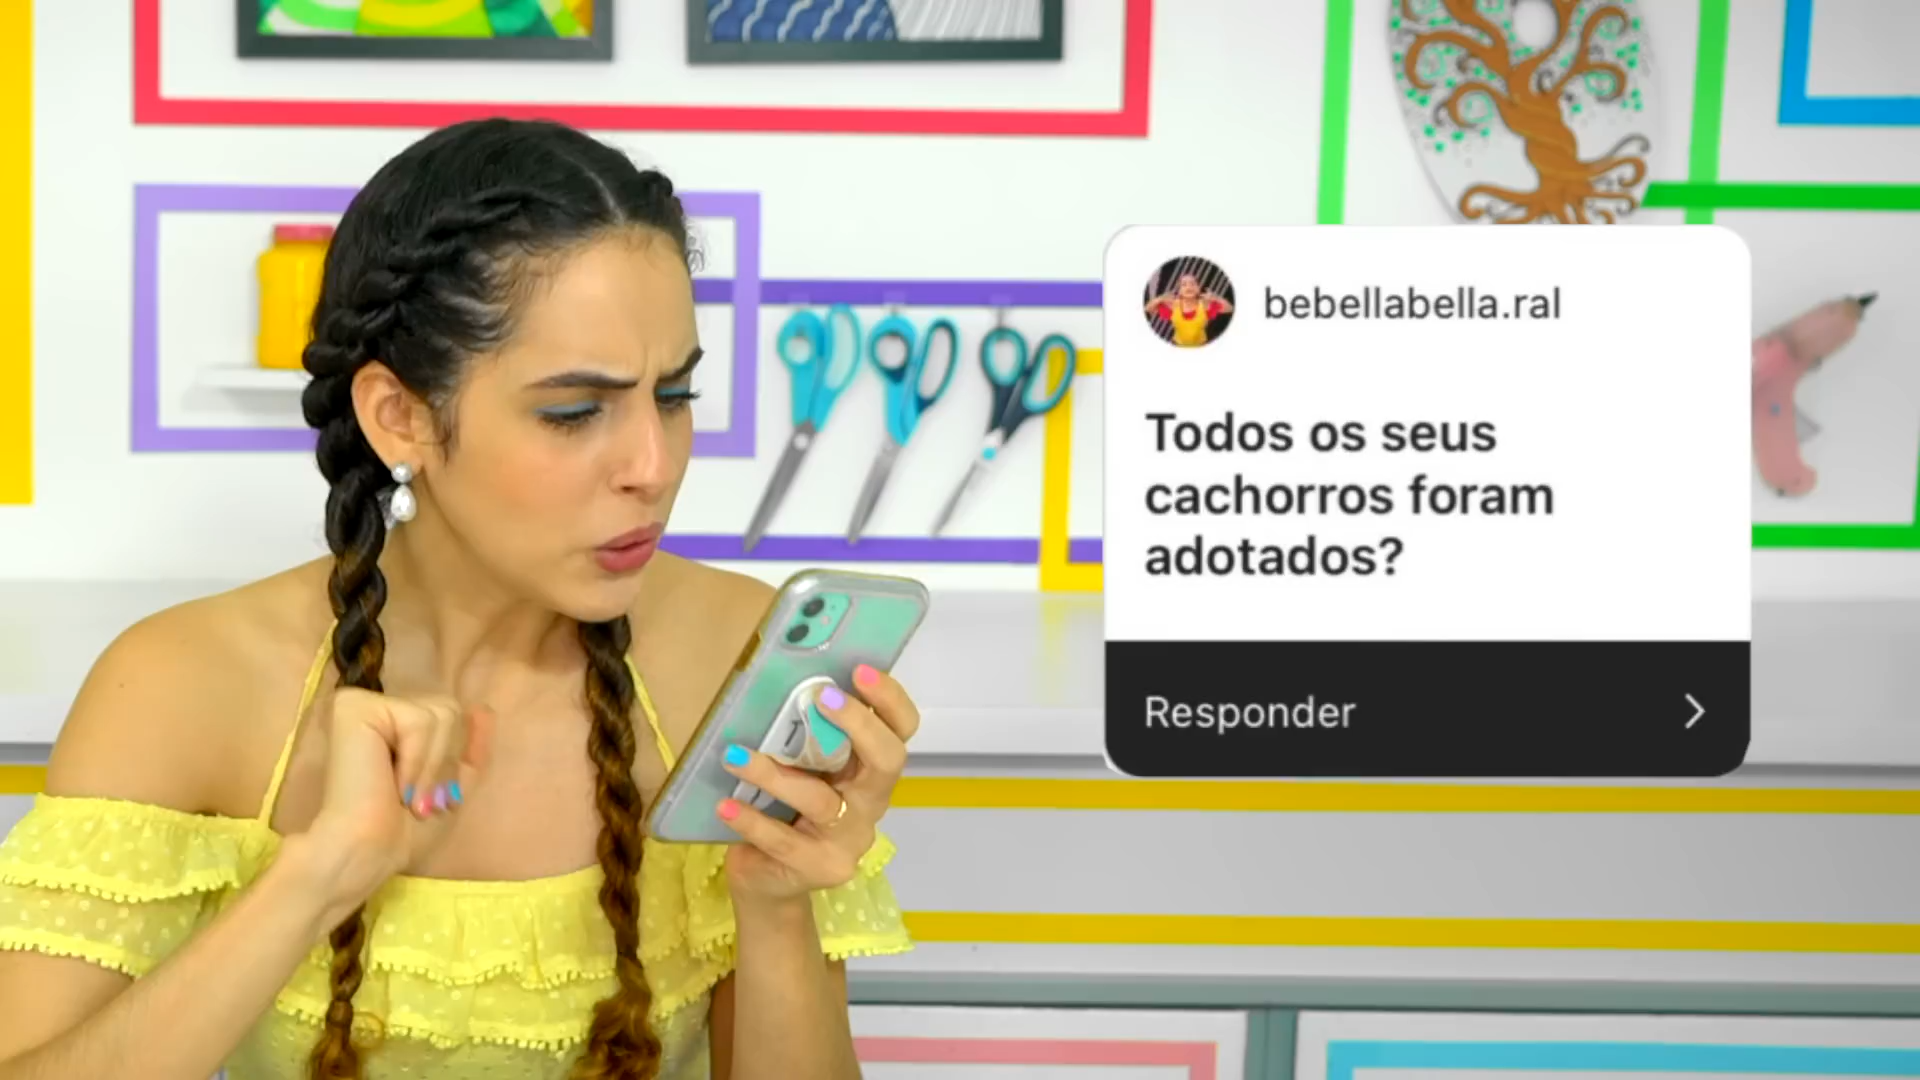 bebellabella.ral
Todos os seus
cachorros foram
adotados?
Responder